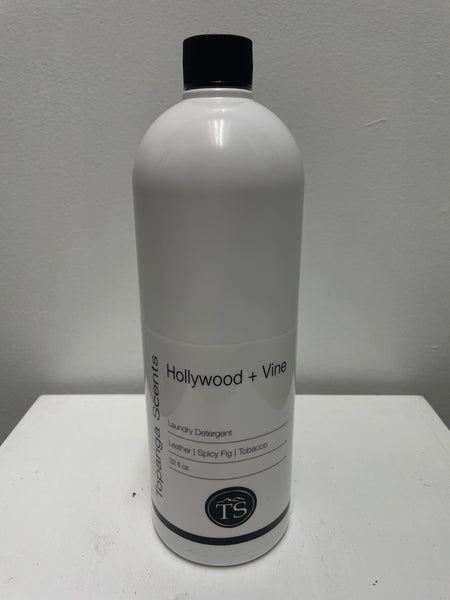 Topanga Scents
Hollywood + Vine
Laundry Detergent
Leather | Spicy Fig | Tobacco
32 fl oz
TS